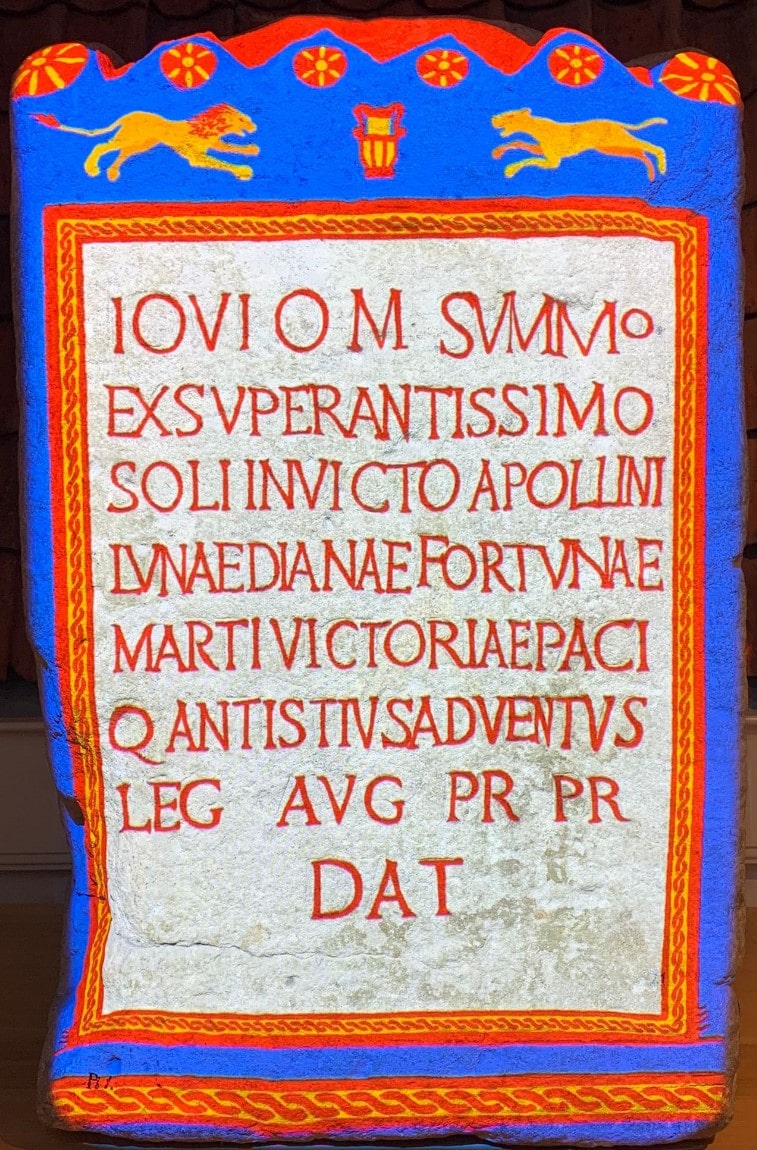 IOVI O M SVMMO
EXSVPERANTISSIMO
SOLI INVICTO APOLLINI
LVNAE DIANAE FORTVNAE
MARTI VICTORIAE PACI
Q ANTISTIVS ADVENTVS
LEG AVG PR PR
DAT